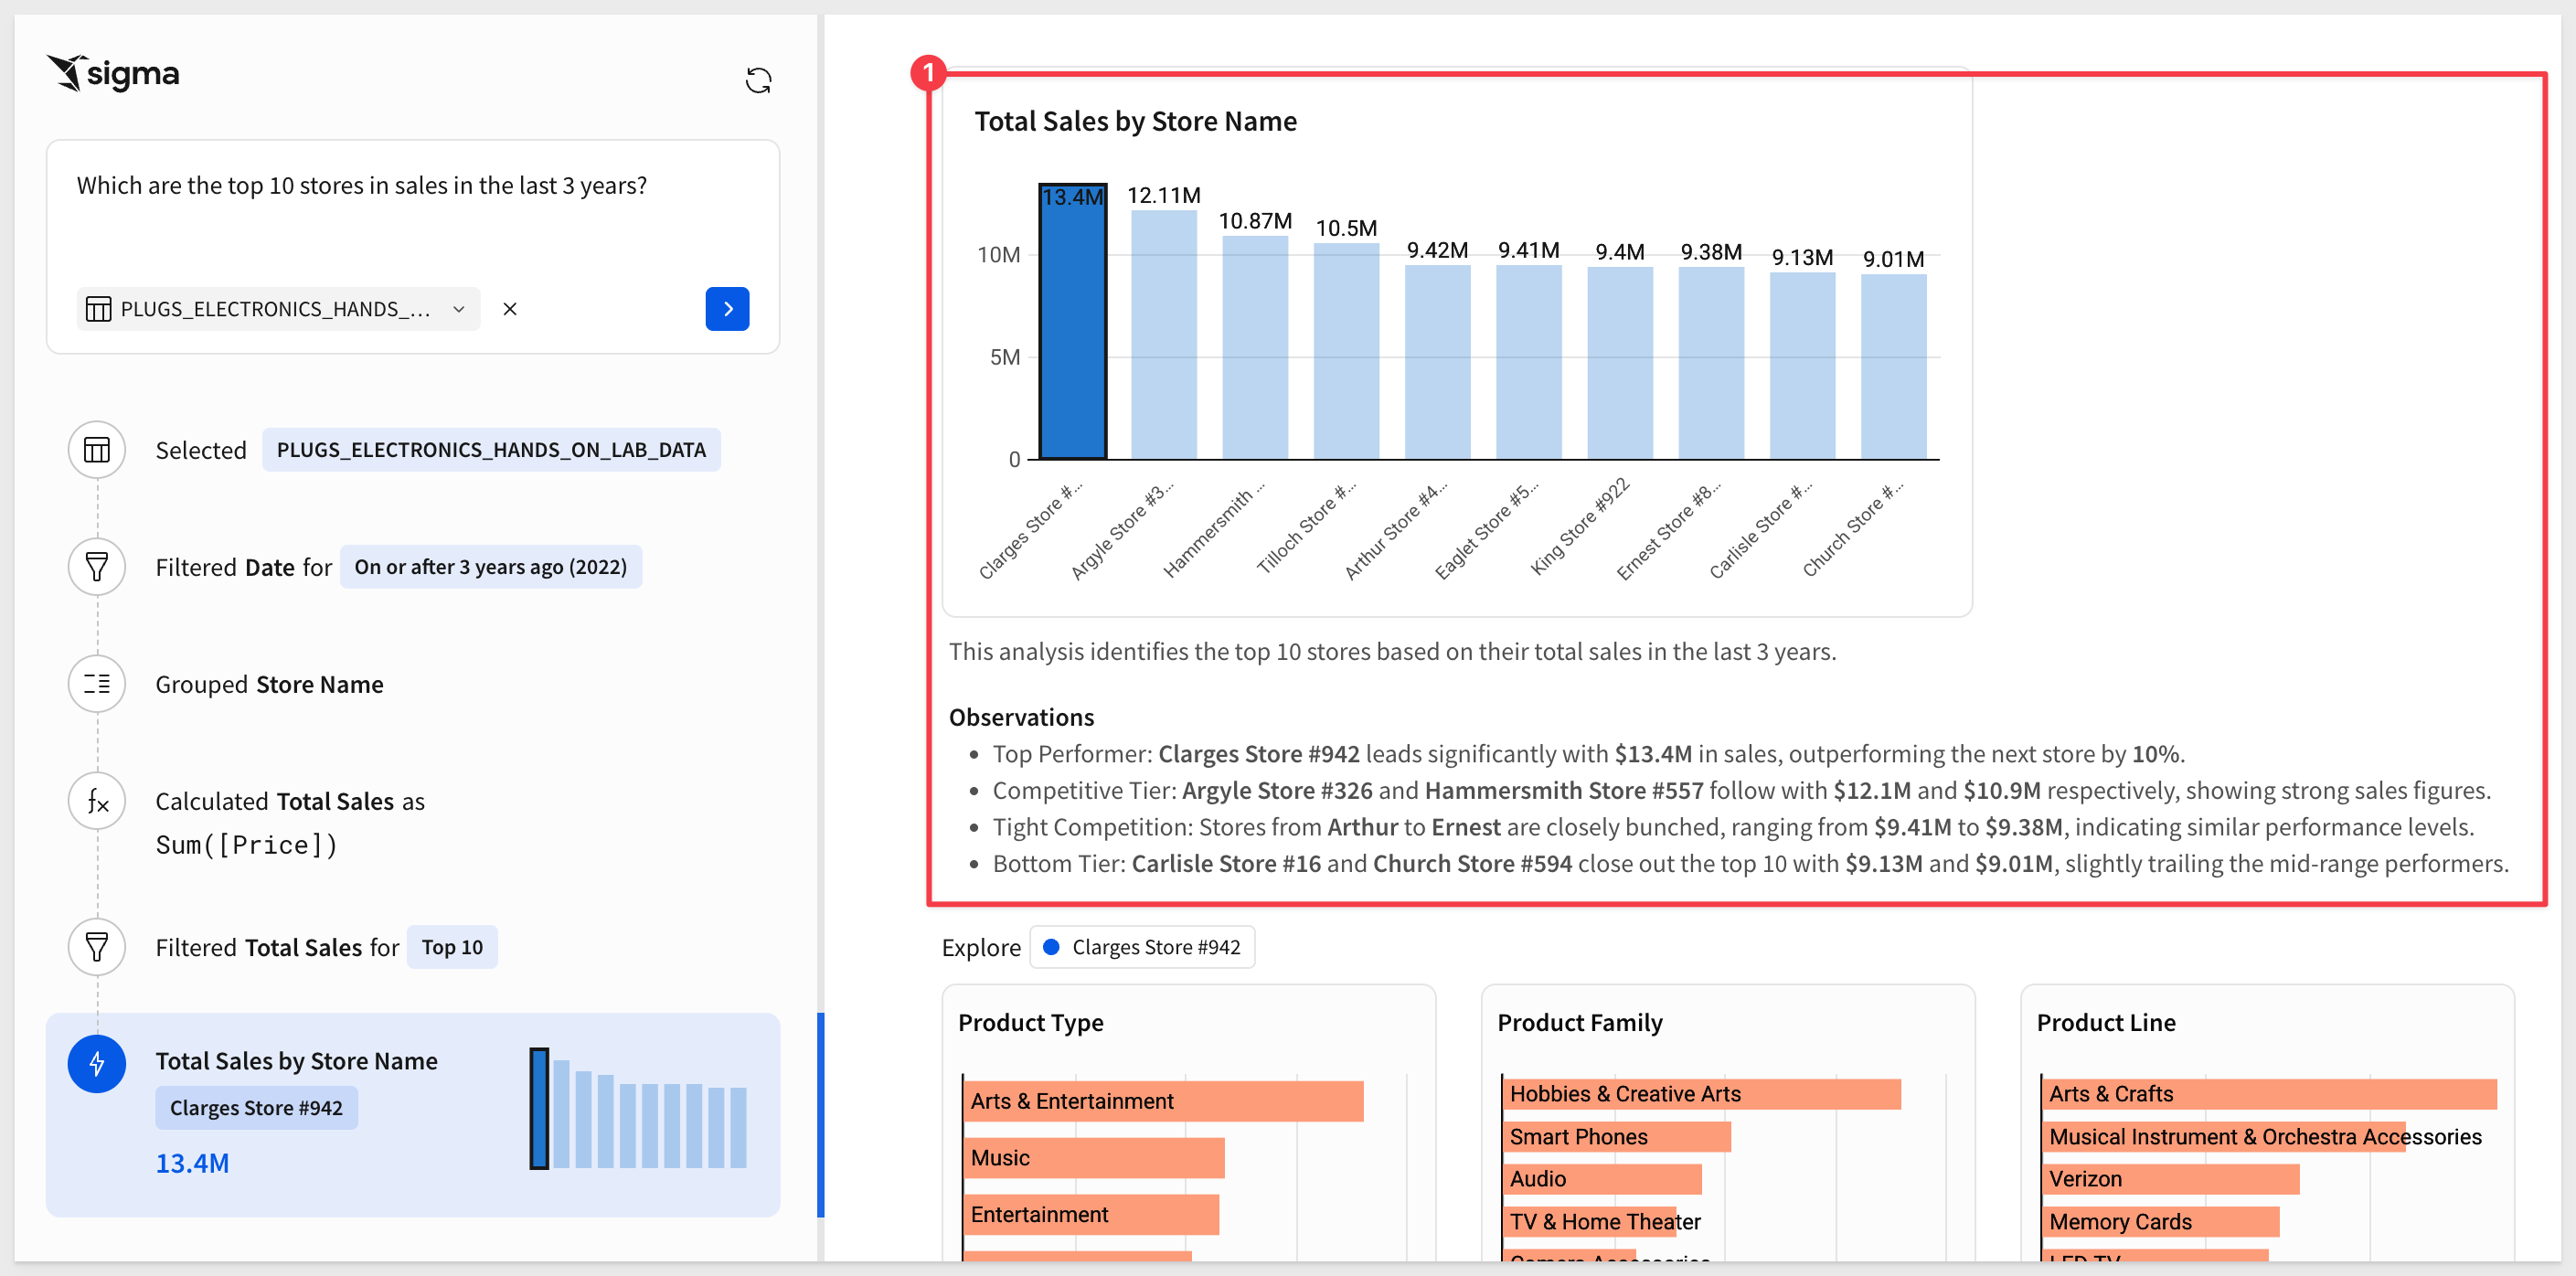 sigma
Which are the top 10 stores in sales in the last 3 years?
PLUGS_ELECTRONICS_HANDS_...
Selected PLUGS_ELECTRONICS_HANDS_ON_LAB_DATA
Filtered Date for On or after 3 years ago (2022)
Grouped Store Name
Calculated Total Sales as
Sum([Price])
Filtered Total Sales for Top 10
Total Sales by Store Name
Clarges Store #942
13.4M
1
Total Sales by Store Name
13.4M 12.11M 10.87M 10.5M 9.42M 9.41M 9.4M 9.38M 9.13M 9.01M
10M
5M
0
Clarges Store #... Argyle Store #3... Hammersmith ... Tilloch Store #... Arthur Store #4... Eaglet Store #5... King Store #922 Ernest Store #8... Carlisle Store #... Church Store #...
This analysis identifies the top 10 stores based on their total sales in the last 3 years.
Observations
• Top Performer: Clarges Store #942 leads significantly with $13.4M in sales, outperforming the next store by 10%.
• Competitive Tier: Argyle Store #326 and Hammersmith Store #557 follow with $12.1M and $10.9M respectively, showing strong sales figures.
• Tight Competition: Stores from Arthur to Ernest are closely bunched, ranging from $9.41M to $9.38M, indicating similar performance levels.
• Bottom Tier: Carlisle Store #16 and Church Store #594 close out the top 10 with $9.13M and $9.01M, slightly trailing the mid-range performers.
Explore Clarges Store #942
Product Type
Arts & Entertainment
Music
Entertainment
Product Family
Hobbies & Creative Arts
Smart Phones
Audio
TV & Home Theater
Camera Accessories
Product Line
Arts & Crafts
Musical Instrument & Orchestra Accessories
Verizon
Memory Cards
LED TV